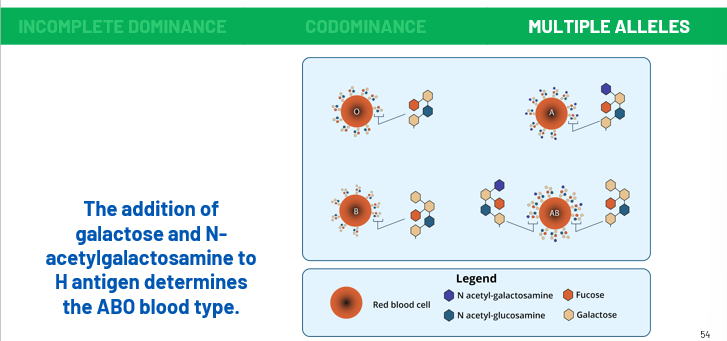 INCOMPLETE DOMINANCE
CODOMINANCE
MULTIPLE ALLELES
The addition of
galactose and N-
acetylgalactosamine to
H antigen determines
the ABO blood type.
O
A
B
AB
Legend
Red blood cell
N acetyl-galactosamine
Fucose
N acetyl-glucosamine
Galactose
54